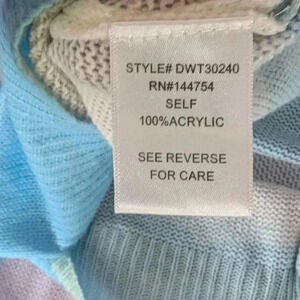 STYLE# DWT30240
RN#144754
SELF
100%ACRYLIC
SEE REVERSE
FOR CARE